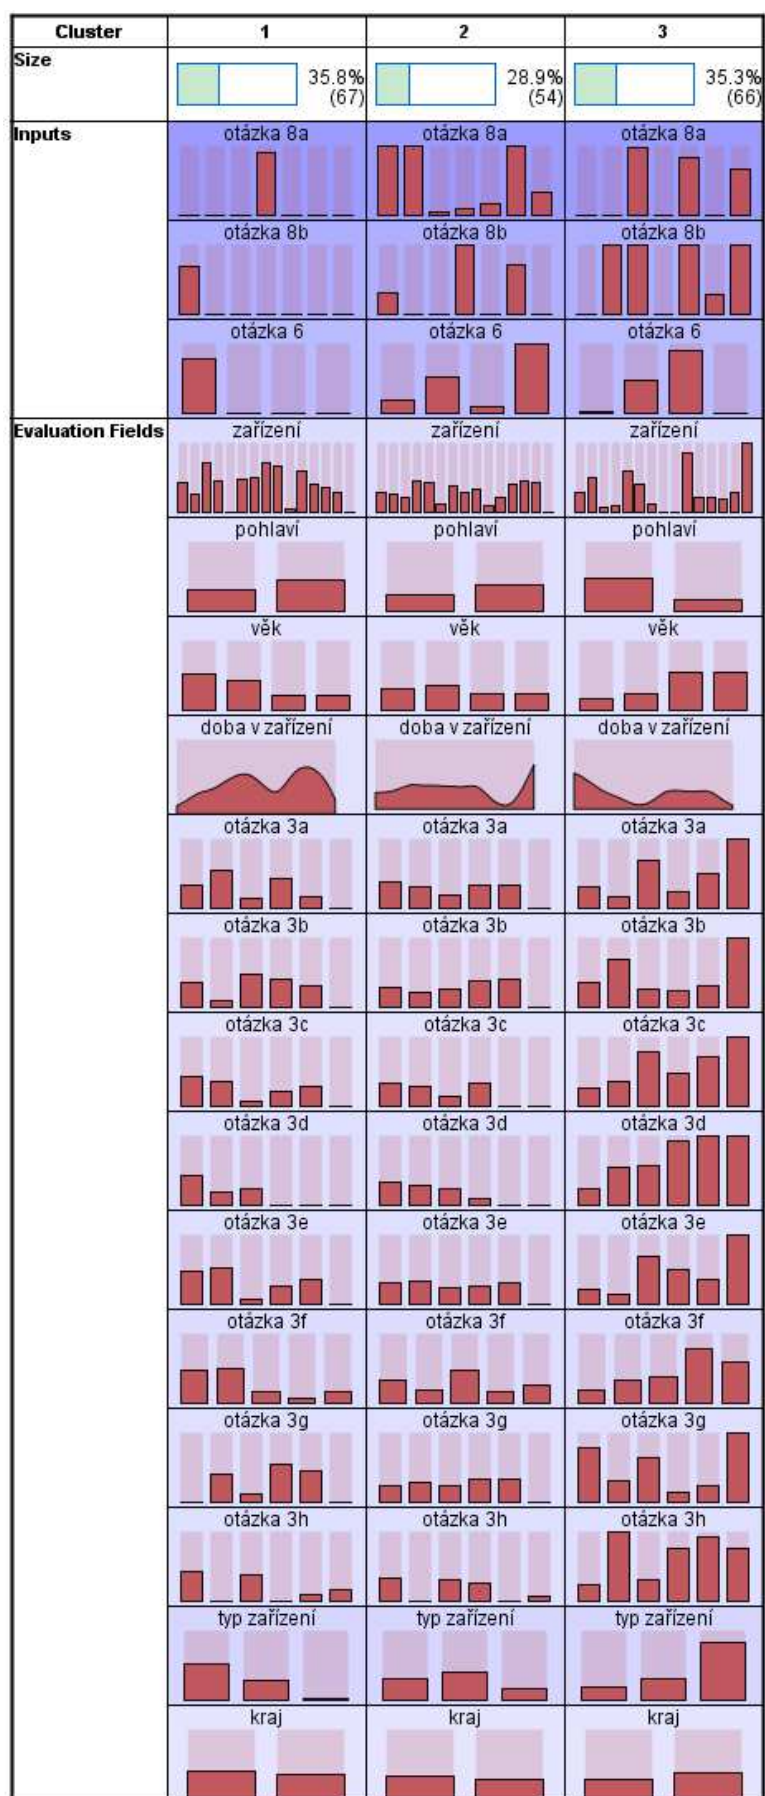 Cluster 1 2 3
Size 35.8% 28.9% 35.3%
(67) (54) (66)
Inputs otázka 8a otázka 8a otázka 8a
otázka 8b otázka 8b otázka 8b
otázka 6 otázka 6 otázka 6
Evaluation Fields zařízení zařízení zařízení
pohlaví pohlaví pohlaví
věk věk věk
doba v zařízení doba v zařízení doba v zařízení
otázka 3a otázka 3a otázka 3a
otázka 3b otázka 3b otázka 3b
otázka 3c otázka 3c otázka 3c
otázka 3d otázka 3d otázka 3d
otázka 3e otázka 3e otázka 3e
otázka 3f otázka 3f otázka 3f
otázka 3g otázka 3g otázka 3g
otázka 3h otázka 3h otázka 3h
typ zařízení typ zařízení typ zařízení
kraj kraj kraj